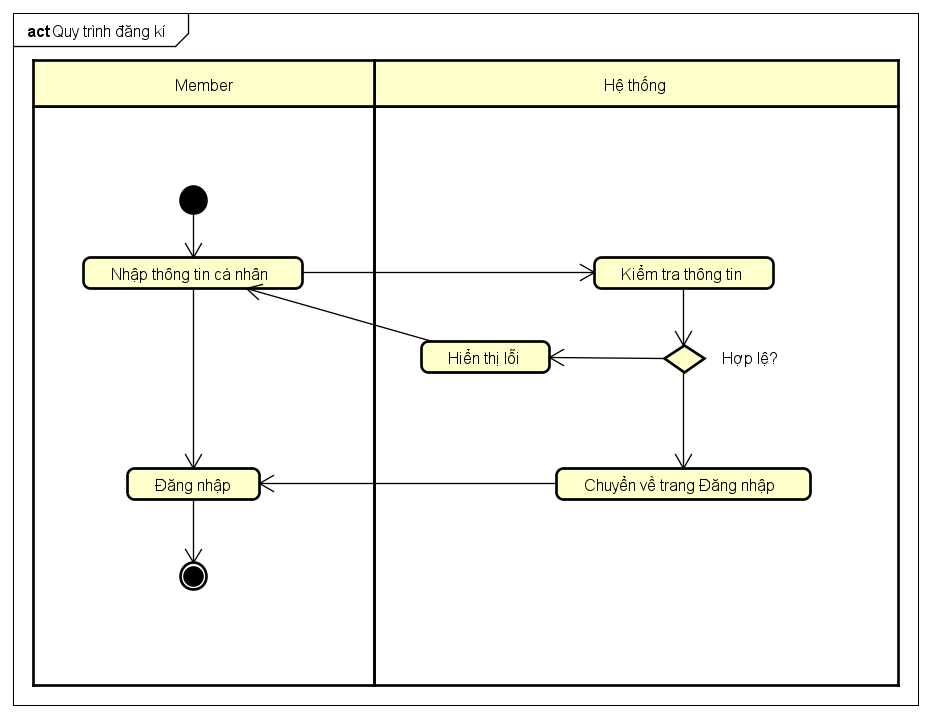 act Quy trình đăng kí
Member
Hệ thống
Nhập thông tin cá nhân
Kiểm tra thông tin
Hiển thị lỗi
Hợp lệ?
Đăng nhập
Chuyển về trang Đăng nhập